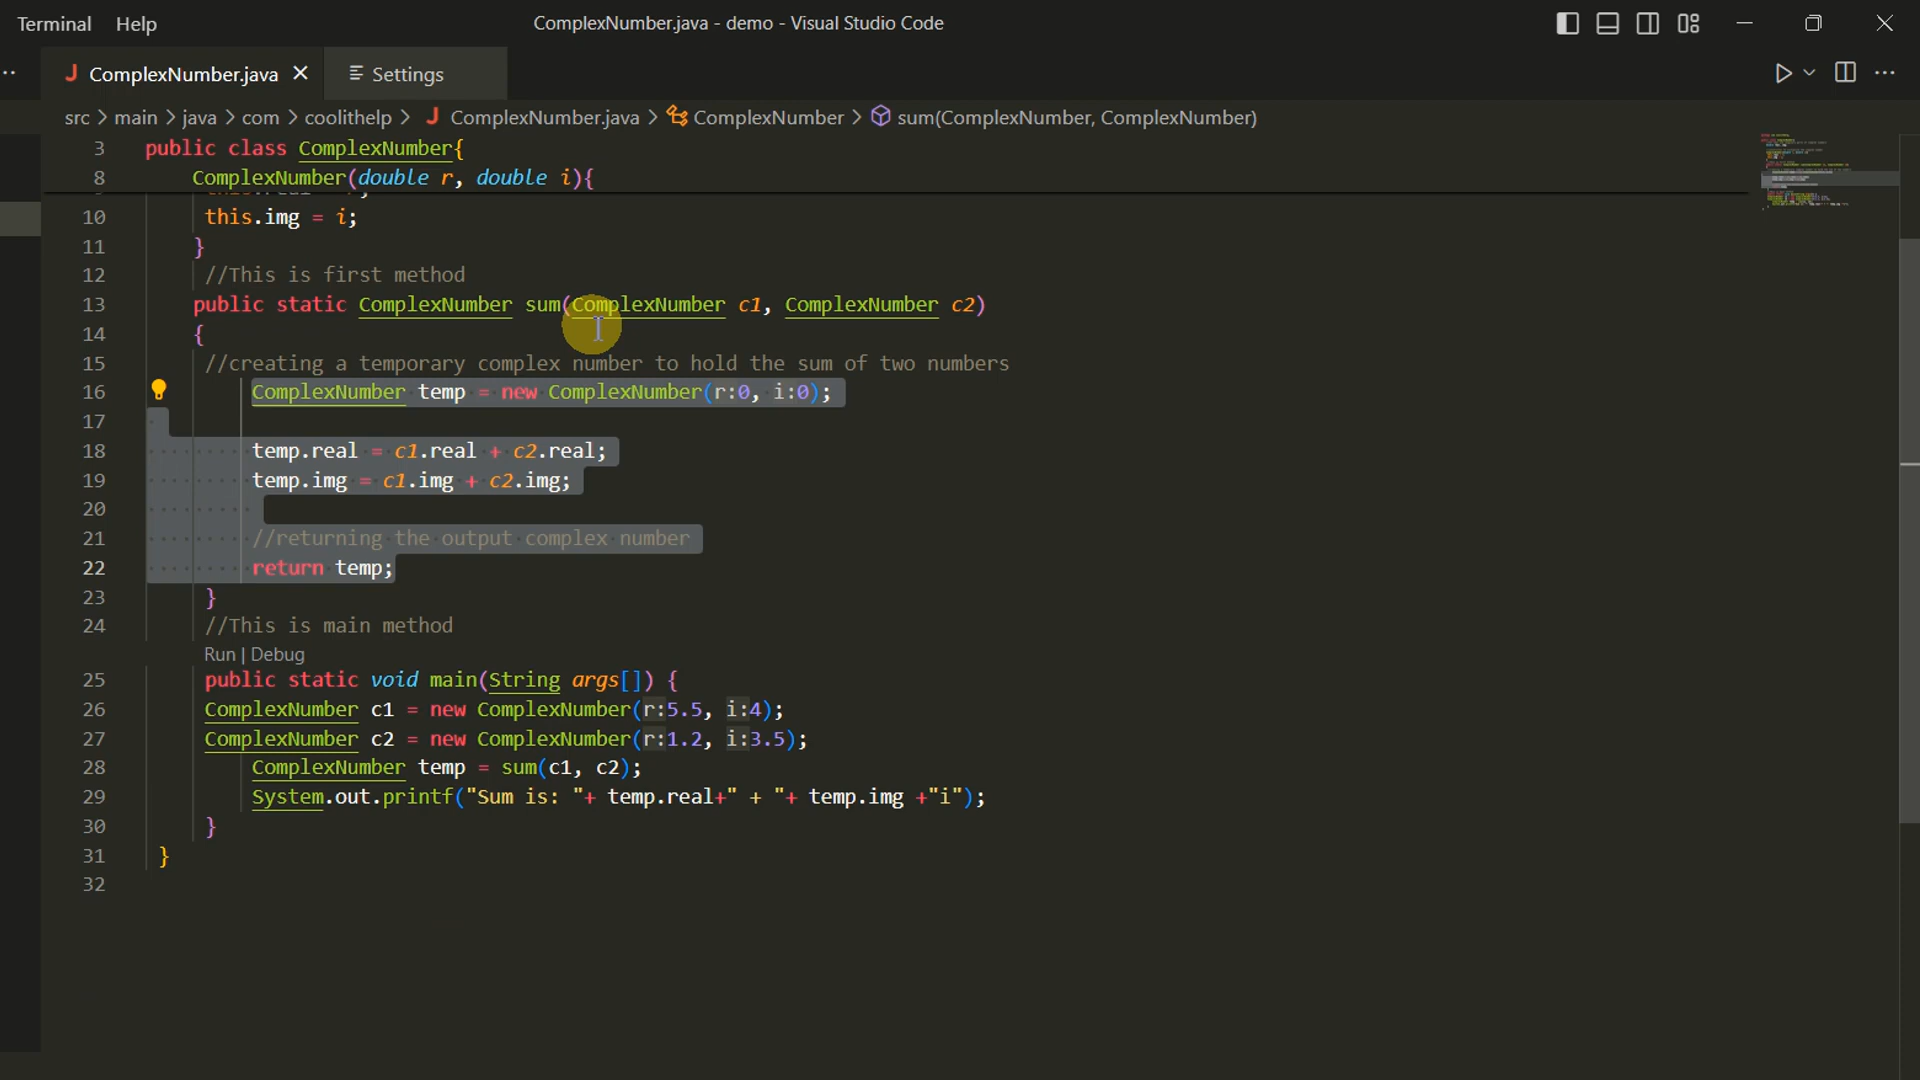 Terminal Help ComplexNumber.java - demo - Visual Studio Code
J ComplexNumber.java Settings
src > main > java > com > coolithelp > J ComplexNumber.java > ComplexNumber > sum(ComplexNumber, ComplexNumber)
3 public class ComplexNumber{
8 ComplexNumber(double r, double i){
10 this.img = i;
11 }
12 //This is first method
13 public static ComplexNumber sum(ComplexNumber c1, ComplexNumber c2)
14 {
15 //creating a temporary complex number to hold the sum of two numbers
16 ComplexNumber temp = new ComplexNumber(r:0, i:0);
17
18 temp.real = c1.real + c2.real;
19 temp.img = c1.img + c2.img;
20
21 //returning the output complex number
22 return temp;
23 }
24 //This is main method
Run | Debug
25 public static void main(String args[]) {
26 ComplexNumber c1 = new ComplexNumber(r:5.5, i:4);
27 ComplexNumber c2 = new ComplexNumber(r:1.2, i:3.5);
28 ComplexNumber temp = sum(c1, c2);
29 System.out.printf("Sum is: "+ temp.real+" + "+ temp.img +"i");
30 }
31 }
32